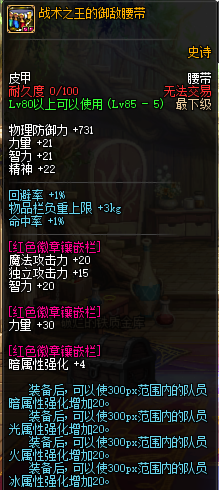 战术之王的御敌腰带
史诗
皮甲 腰带
耐久度 0/100 无法交易
Lv80以上可以使用 (Lv85 - 5) 最下级
物理防御力 +731
力量 +21
智力 +21
精神 +22
回避率 +1%
物品栏负重上限 +3kg
命中率 +1%
[红色徽章镶嵌栏]
魔法攻击力 +20
独立攻击力 +15
智力 +20
[红色徽章镶嵌栏]
力量 +30
[红色徽章镶嵌栏]
暗属性强化 +4
装备后, 可以使300px范围内的队员
暗属性强化增加20。
装备后, 可以使300px范围内的队员
光属性强化增加20。
装备后, 可以使300px范围内的队员
火属性强化增加20。
装备后, 可以使300px范围内的队员
冰属性强化增加20。